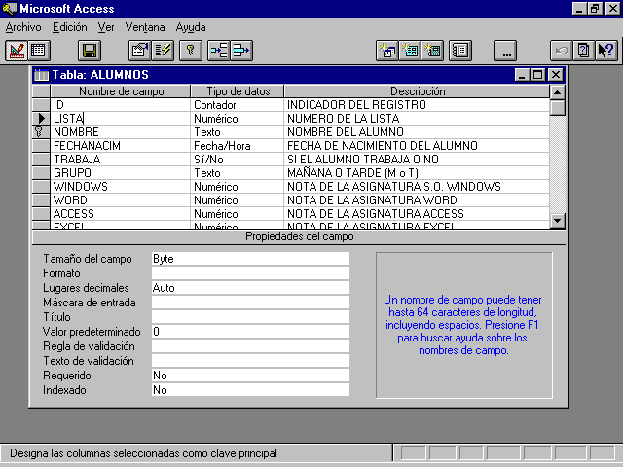 Microsoft Access
Archivo Edición Ver Ventana Ayuda
Tabla: ALUMNOS
Nombre de campo Tipo de datos Descripción
ID Contador INDICADOR DEL REGISTRO
LISTA Numérico NUMERO DE LA LISTA
NOMBRE Texto NOMBRE DEL ALUMNO
FECHANACIM Fecha/Hora FECHA DE NACIMIENTO DEL ALUMNO
TRABAJA Sí/No SI EL ALUMNO TRABAJA O NO
GRUPO Texto MAÑANA O TARDE (M o T)
WINDOWS Numérico NOTA DE LA ASIGNATURA S.O. WINDOWS
WORD Numérico NOTA DE LA ASIGNATURA WORD
ACCESS Numérico NOTA DE LA ASIGNATURA ACCESS
EXCEL Numérico NOTA DE LA ASIGNATURA EXCEL
Propiedades del campo
Tamaño del campo Byte
Formato
Lugares decimales Auto
Máscara de entrada
Título
Valor predeterminado 0
Regla de validación
Texto de validación
Requerido No
Indexado No
Un nombre de campo puede tener
hasta 64 caracteres de longitud,
incluyendo espacios. Presione F1
para buscar ayuda sobre los
nombres de campo.
Designa las columnas seleccionadas como clave principal